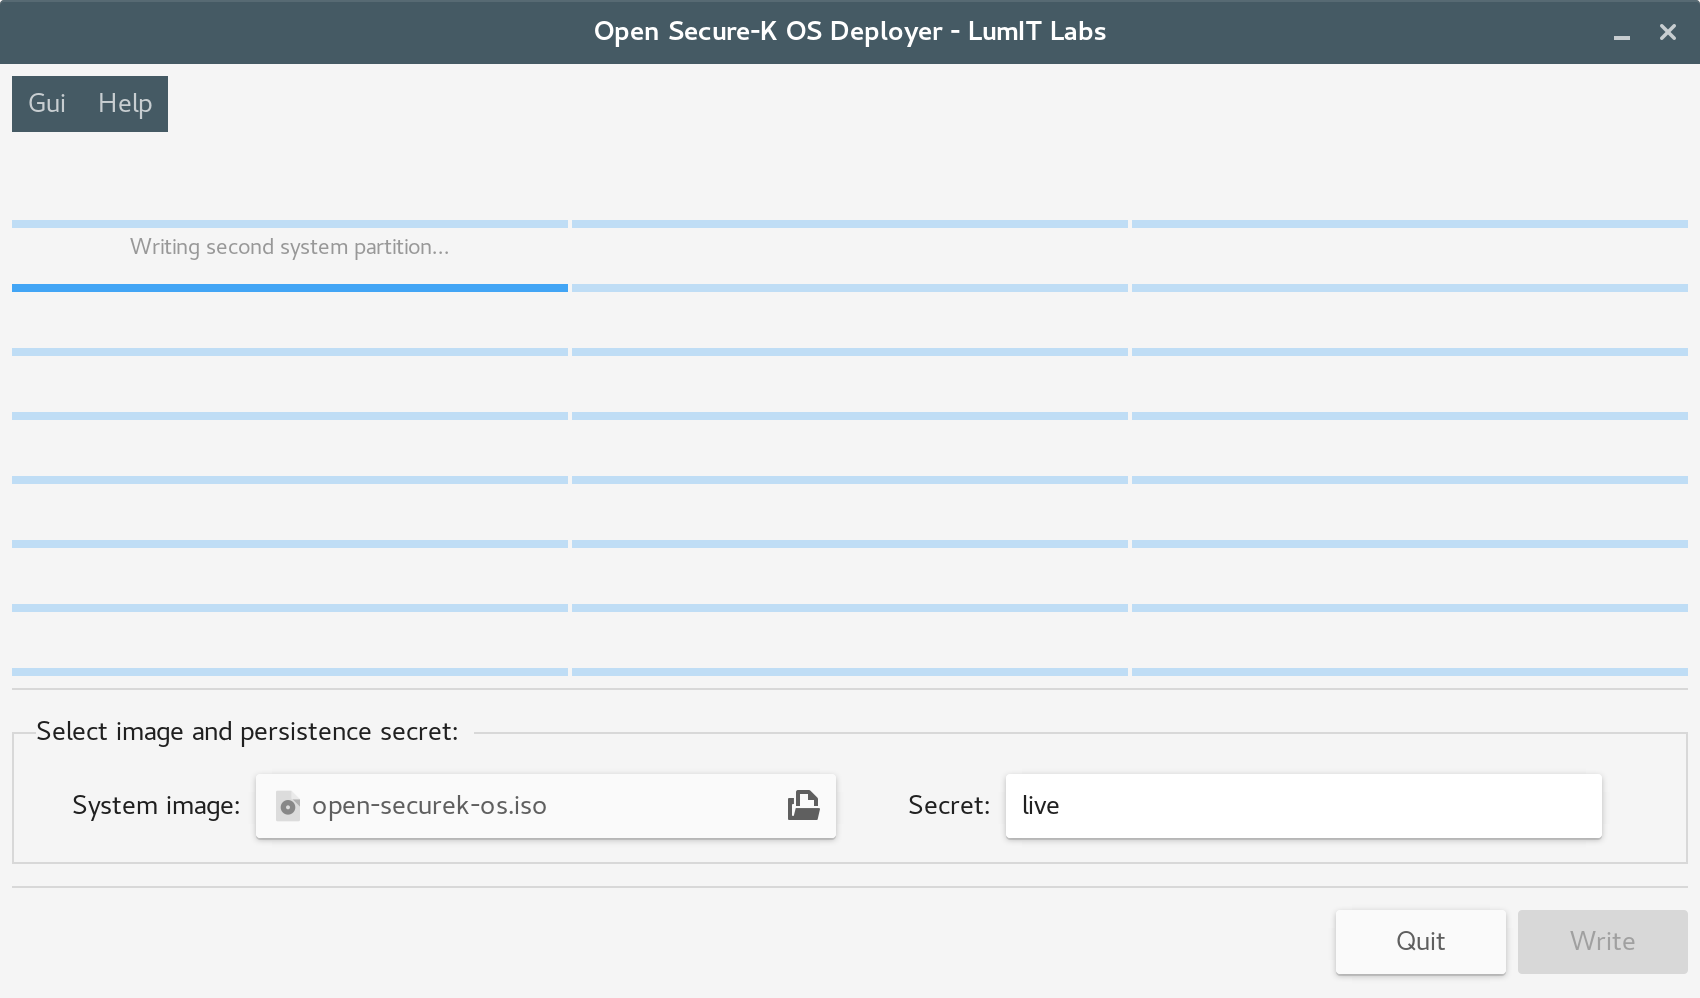 Open Secure-K OS Deployer - LumIT Labs
Gui Help
Writing second system partition...
Select image and persistence secret:
System image: open-securek-os.iso Secret: live
Quit Write